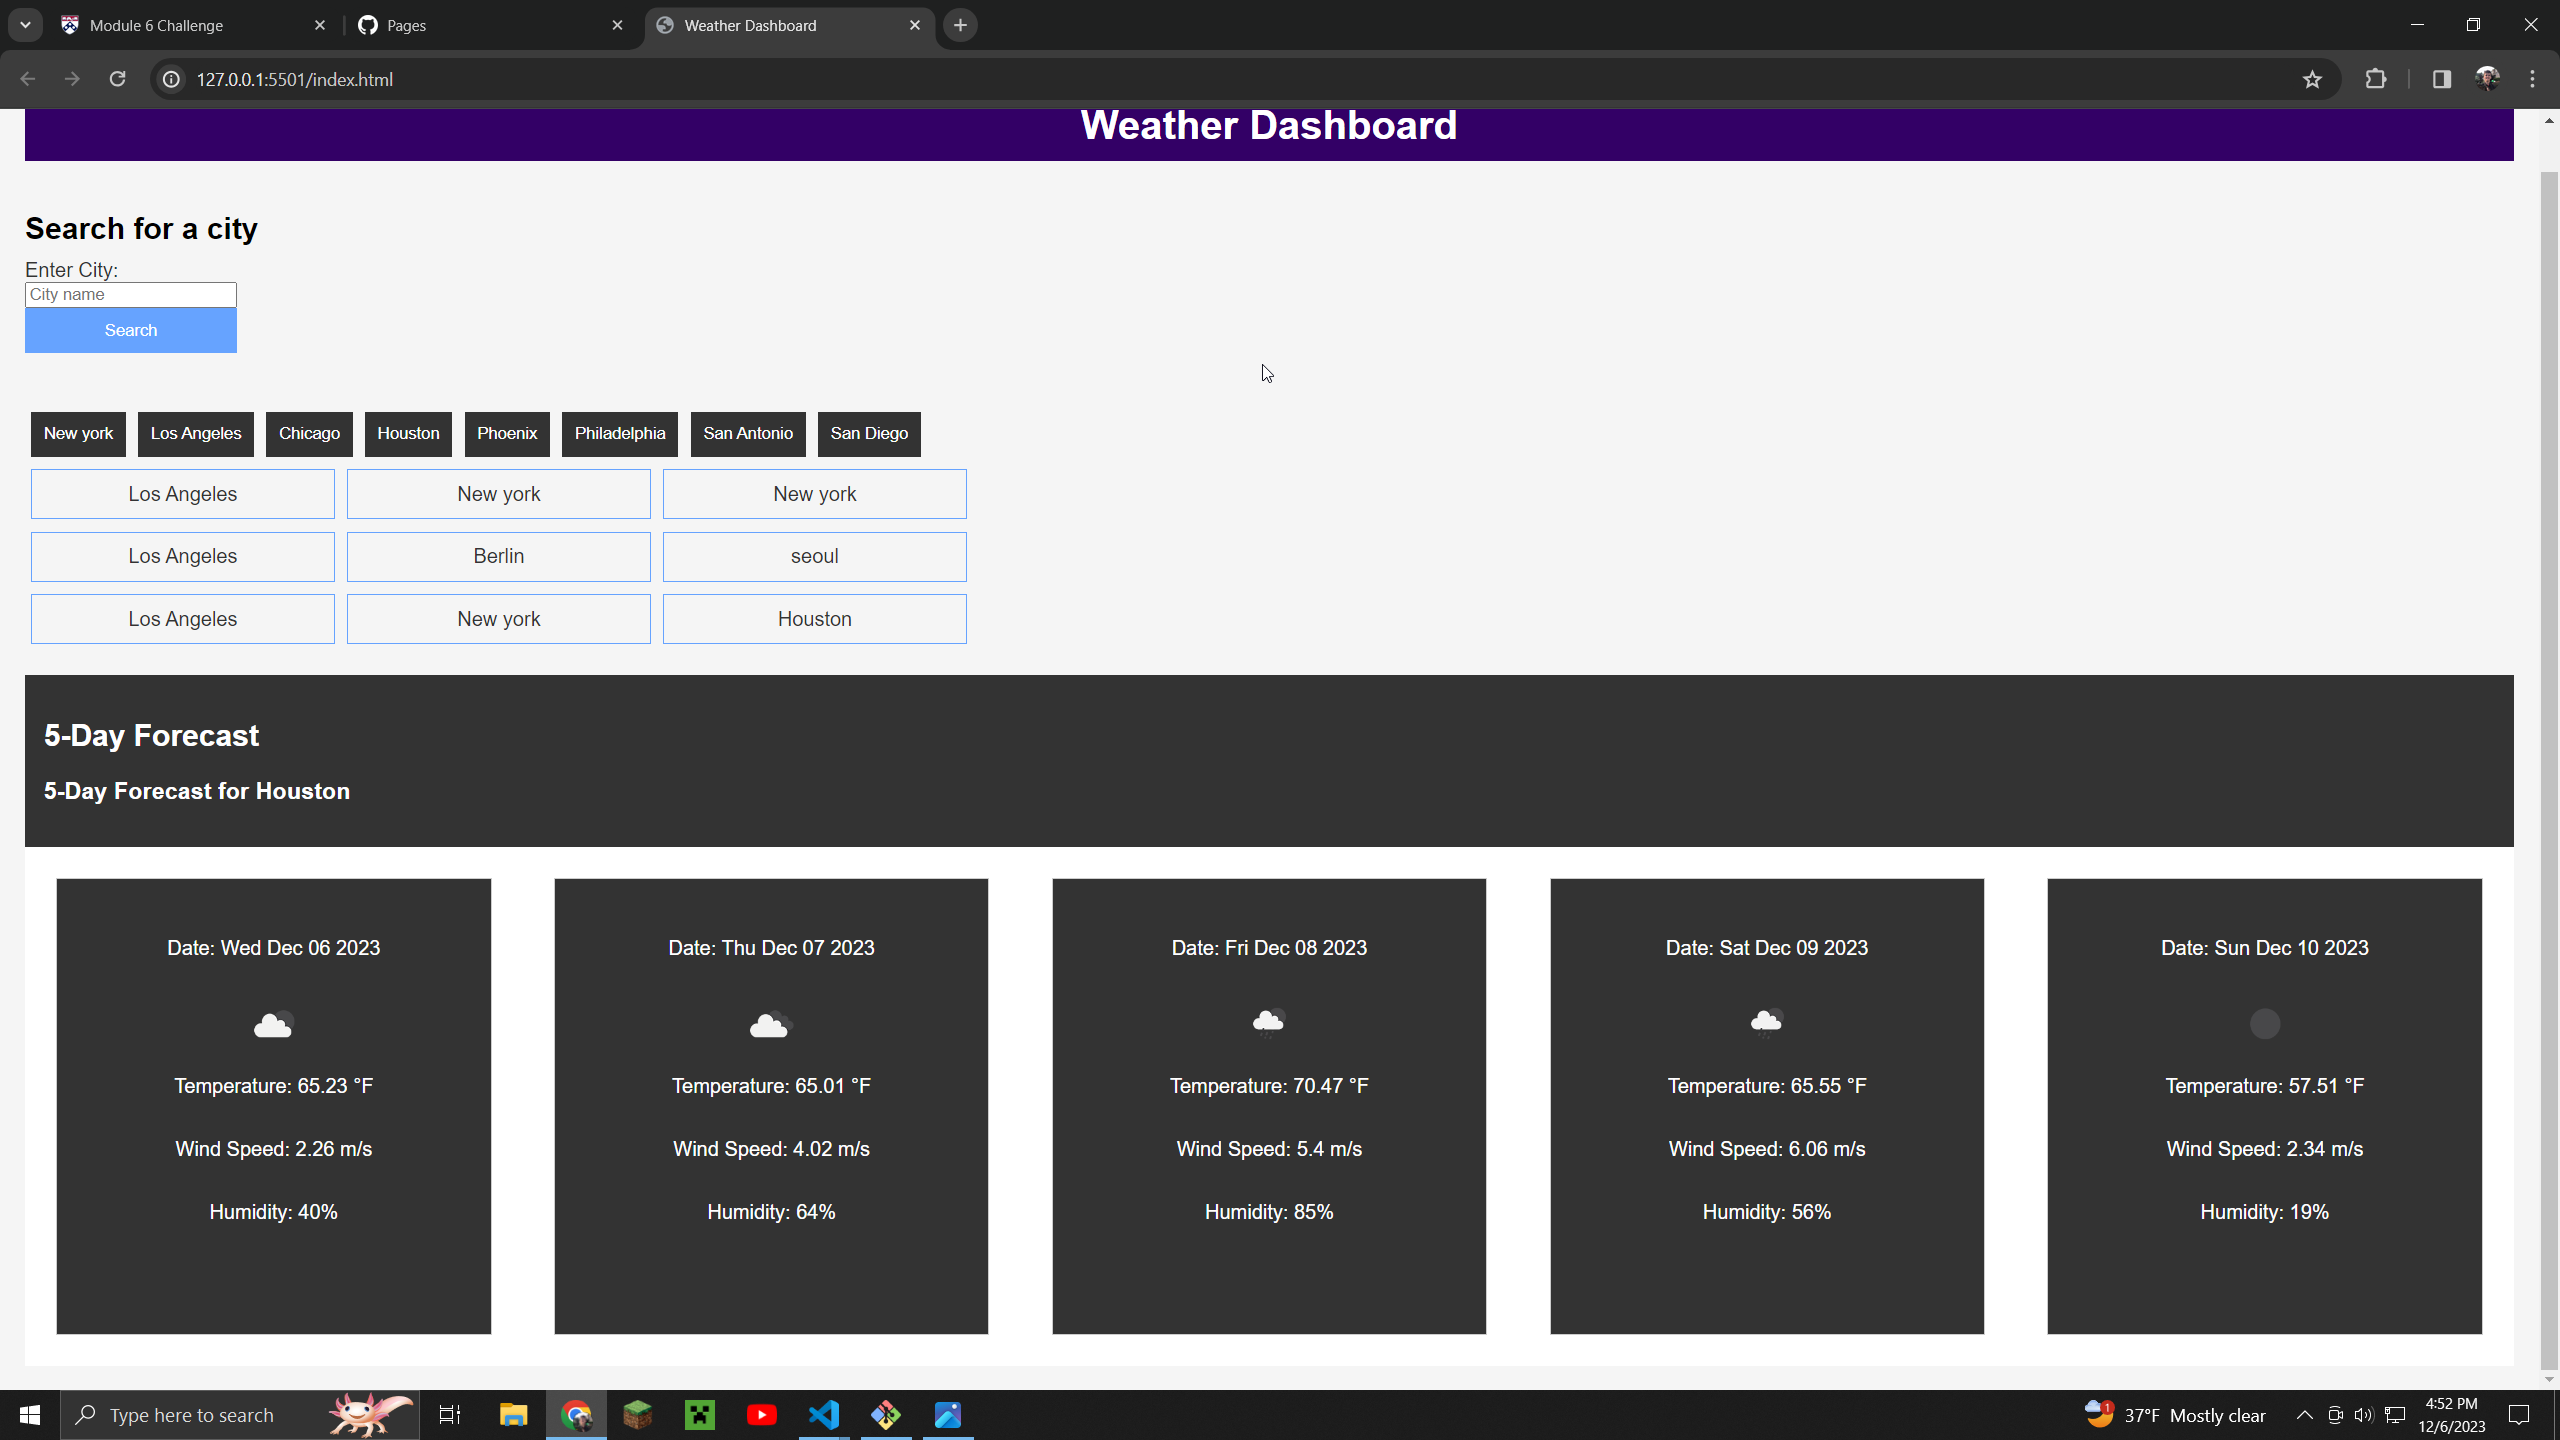 Module 6 Challenge
Pages
Weather Dashboard
127.0.0.1:5501/index.html
Weather Dashboard
Search for a city
Enter City:
City name
Search
New york Los Angeles Chicago Houston Phoenix Philadelphia San Antonio San Diego
Los Angeles New york New york
Los Angeles Berlin seoul
Los Angeles New york Houston
5-Day Forecast
5-Day Forecast for Houston
Date: Wed Dec 06 2023
Temperature: 65.23 °F
Wind Speed: 2.26 m/s
Humidity: 40%
Date: Thu Dec 07 2023
Temperature: 65.01 °F
Wind Speed: 4.02 m/s
Humidity: 64%
Date: Fri Dec 08 2023
Temperature: 70.47 °F
Wind Speed: 5.4 m/s
Humidity: 85%
Date: Sat Dec 09 2023
Temperature: 65.55 °F
Wind Speed: 6.06 m/s
Humidity: 56%
Date: Sun Dec 10 2023
Temperature: 57.51 °F
Wind Speed: 2.34 m/s
Humidity: 19%
Type here to search
1
37°F Mostly clear
4:52 PM
12/6/2023